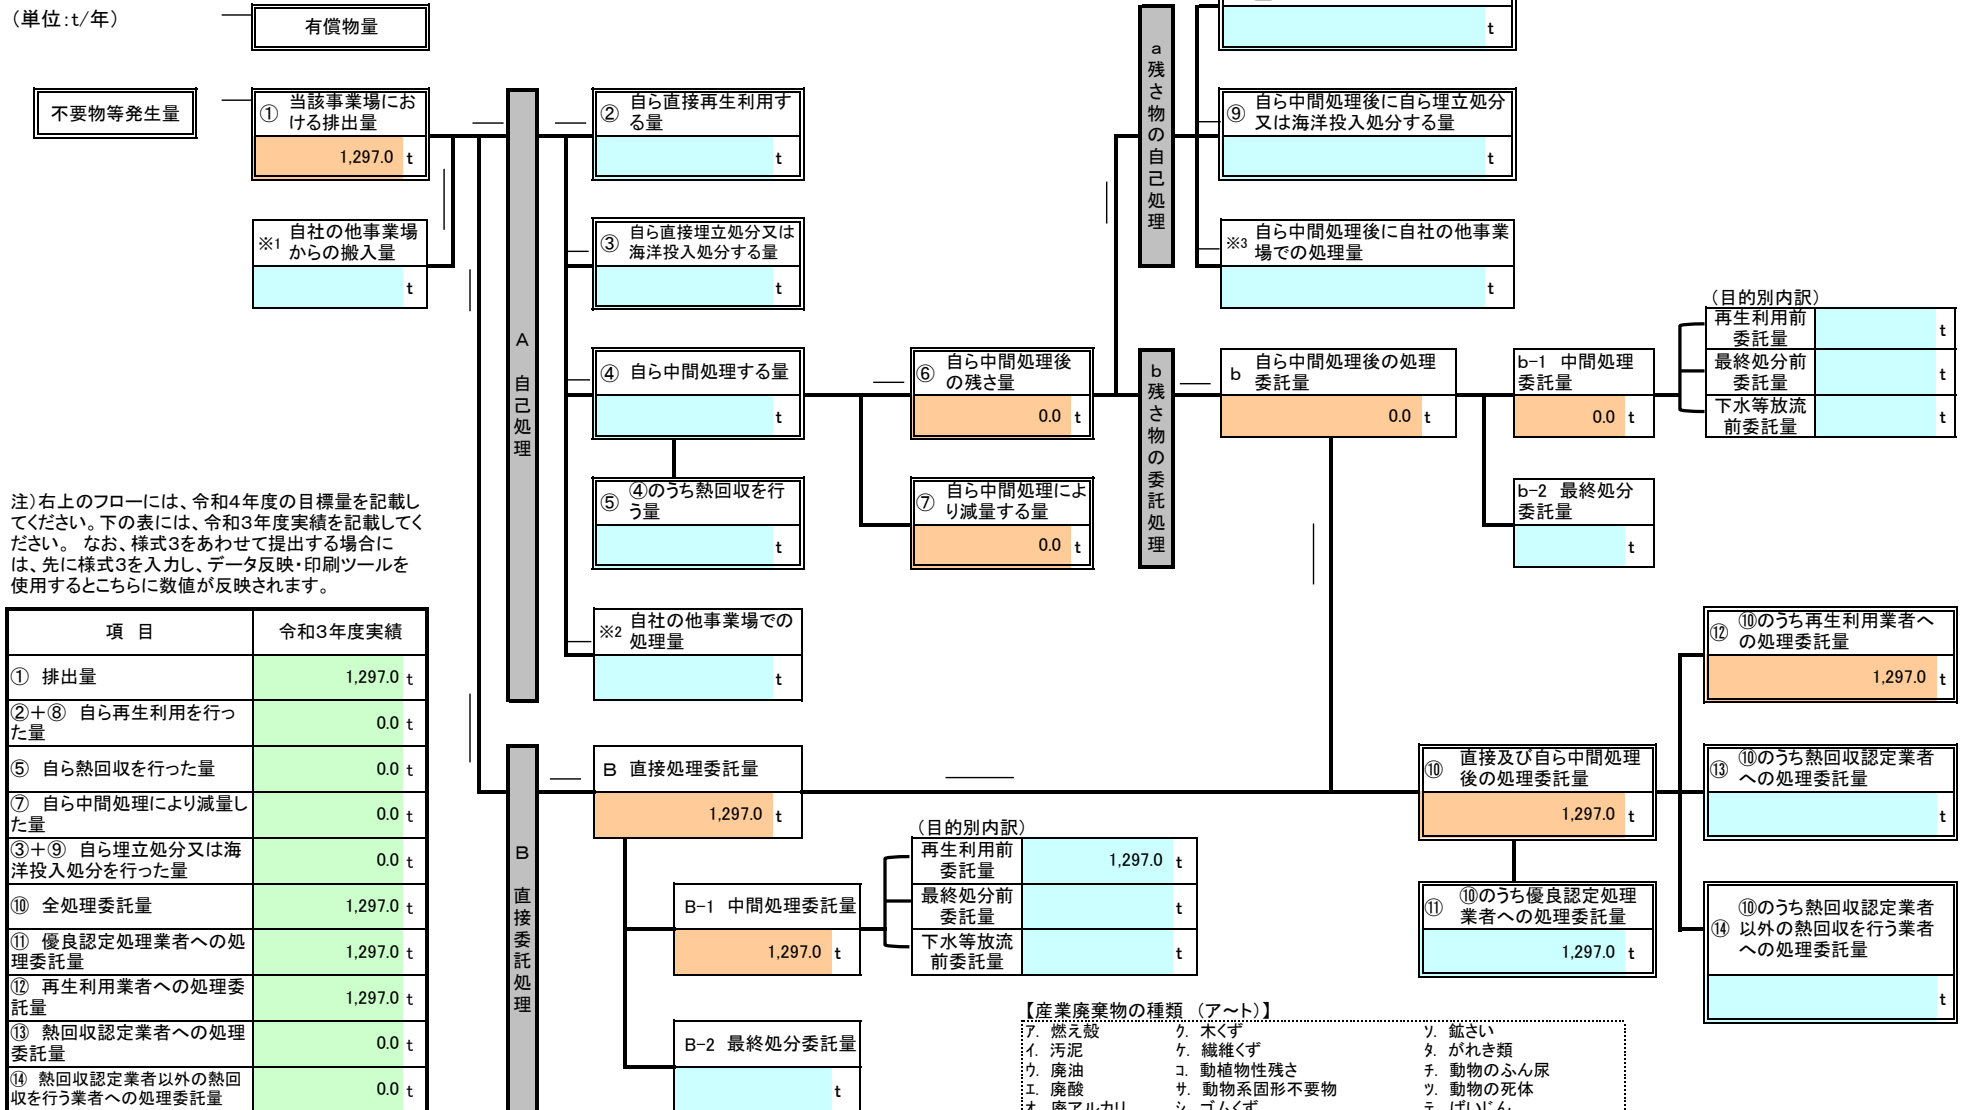 （単位:t/年）
有償物量
t
不要物等発生量
① 当該事業場にお
ける排出量
1,297.0 t
※1 自社の他事業場
からの搬入量
t
A 自己処理
② 自ら直接再生利用す
る量
t
③ 自ら直接埋立処分又は
海洋投入処分する量
t
④ 自ら中間処理する量
t
⑤ ④のうち熱回収を行
う量
t
※2 自社の他事業場での
処理量
t
⑥ 自ら中間処理後
の残さ量
0.0 t
⑦ 自ら中間処理によ
り減量する量
0.0 t
a 残さ物の自己処理
⑨ 自ら中間処理後に自ら埋立処分
又は海洋投入処分する量
t
※3 自ら中間処理後に自社の他事業
場での処理量
t
b 残さ物の委託処理
b 自ら中間処理後の処理
委託量
0.0 t
b-1 中間処理
委託量
0.0 t
b-2 最終処分
委託量
t
（目的別内訳）
再生利用前
委託量
t
最終処分前
委託量
t
下水等放流
前委託量
t
注）右上のフローには、令和4年度の目標量を記載し
てください。下の表には、令和3年度実績を記載してく
ださい。 なお、様式3をあわせて提出する場合に
は、先に様式3を入力し、データ反映・印刷ツールを
使用するとこちらに数値が反映されます。
項 目 令和3年度実績
① 排出量 1,297.0 t
②＋⑧ 自ら再生利用を行っ
た量 0.0 t
⑤ 自ら熱回収を行った量 0.0 t
⑦ 自ら中間処理により減量し
た量 0.0 t
③＋⑨ 自ら埋立処分又は海
洋投入処分を行った量 0.0 t
⑩ 全処理委託量 1,297.0 t
⑪ 優良認定処理業者への処
理委託量 1,297.0 t
⑫ 再生利用業者への処理委
託量 1,297.0 t
⑬ 熱回収認定業者への処理
委託量 0.0 t
⑭ 熱回収認定業者以外の熱回
収を行う業者への処理委託量 0.0 t
B 直接委託処理
B 直接処理委託量
1,297.0 t
B-1 中間処理委託量
1,297.0 t
B-2 最終処分委託量
t
（目的別内訳）
再生利用前
委託量 1,297.0 t
最終処分前
委託量 t
下水等放流
前委託量 t
⑩ 直接及び自ら中間処理
後の処理委託量
1,297.0 t
⑪ ⑩のうち優良認定処理
業者への処理委託量
1,297.0 t
⑫ ⑩のうち再生利用業者へ
の処理委託量
1,297.0 t
⑬ ⑩のうち熱回収認定業者
への処理委託量
t
⑭ ⑩のうち熱回収認定業者
以外の熱回収を行う業者
への処理委託量
t
【産業廃棄物の種類 （ア～ト）】
ア. 燃え殻 ク. 木くず ソ. 鉱さい
イ. 汚泥 ケ. 繊維くず タ. がれき類
ウ. 廃油 コ. 動植物性残さ チ. 動物のふん尿
エ. 廃酸 サ. 動物系固形不要物 ツ. 動物の死体
オ. 廃アルカリ シ. ゴムくず テ. ばいじん